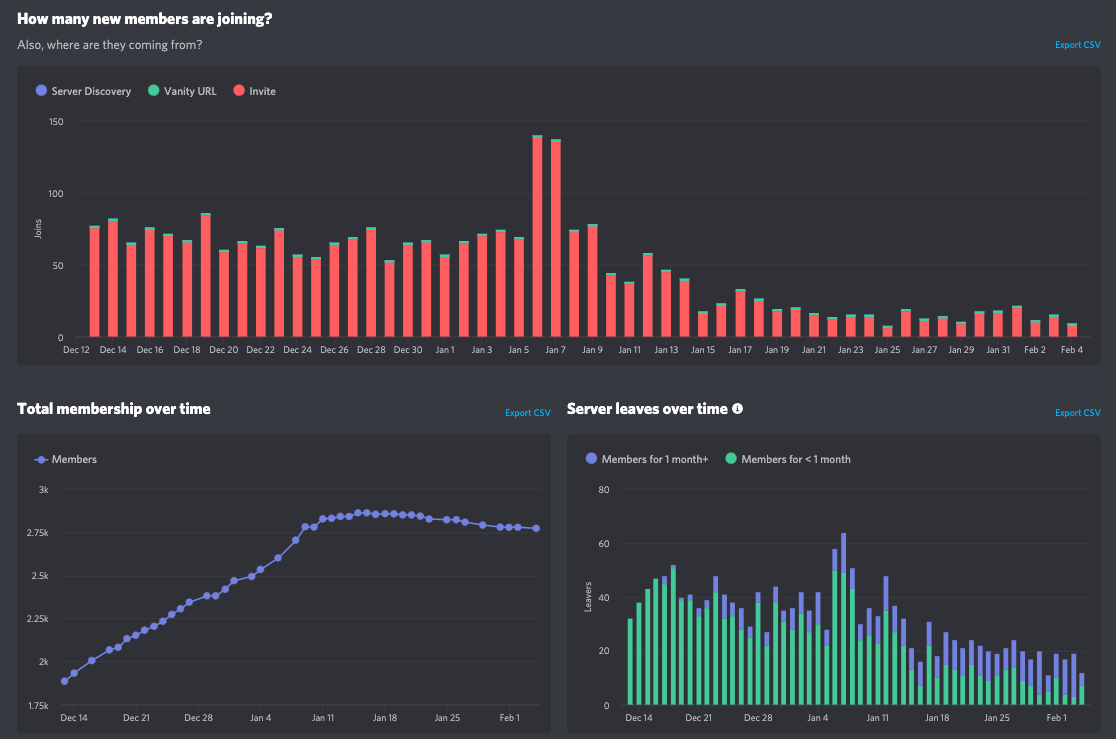 How many new members are joining?
Also, where are they coming from?
Export CSV
Server Discovery Vanity URL Invite
150
100
50
0
Joins
Dec 12 Dec 14 Dec 16 Dec 18 Dec 20 Dec 22 Dec 24 Dec 26 Dec 28 Dec 30 Jan 1 Jan 3 Jan 5 Jan 7 Jan 9 Jan 11 Jan 13 Jan 15 Jan 17 Jan 19 Jan 21 Jan 23 Jan 25 Jan 27 Jan 29 Jan 31 Feb 2 Feb 4
Total membership over time
Export CSV
Members
3k
2.75k
2.5k
2.25k
2k
1.75k
Dec 14 Dec 21 Dec 28 Jan 4 Jan 11 Jan 18 Jan 25 Feb 1
Server leaves over time
Export CSV
Members for 1 month+ Members for < 1 month
80
60
40
20
0
Leavers
Dec 14 Dec 21 Dec 28 Jan 4 Jan 11 Jan 18 Jan 25 Feb 1